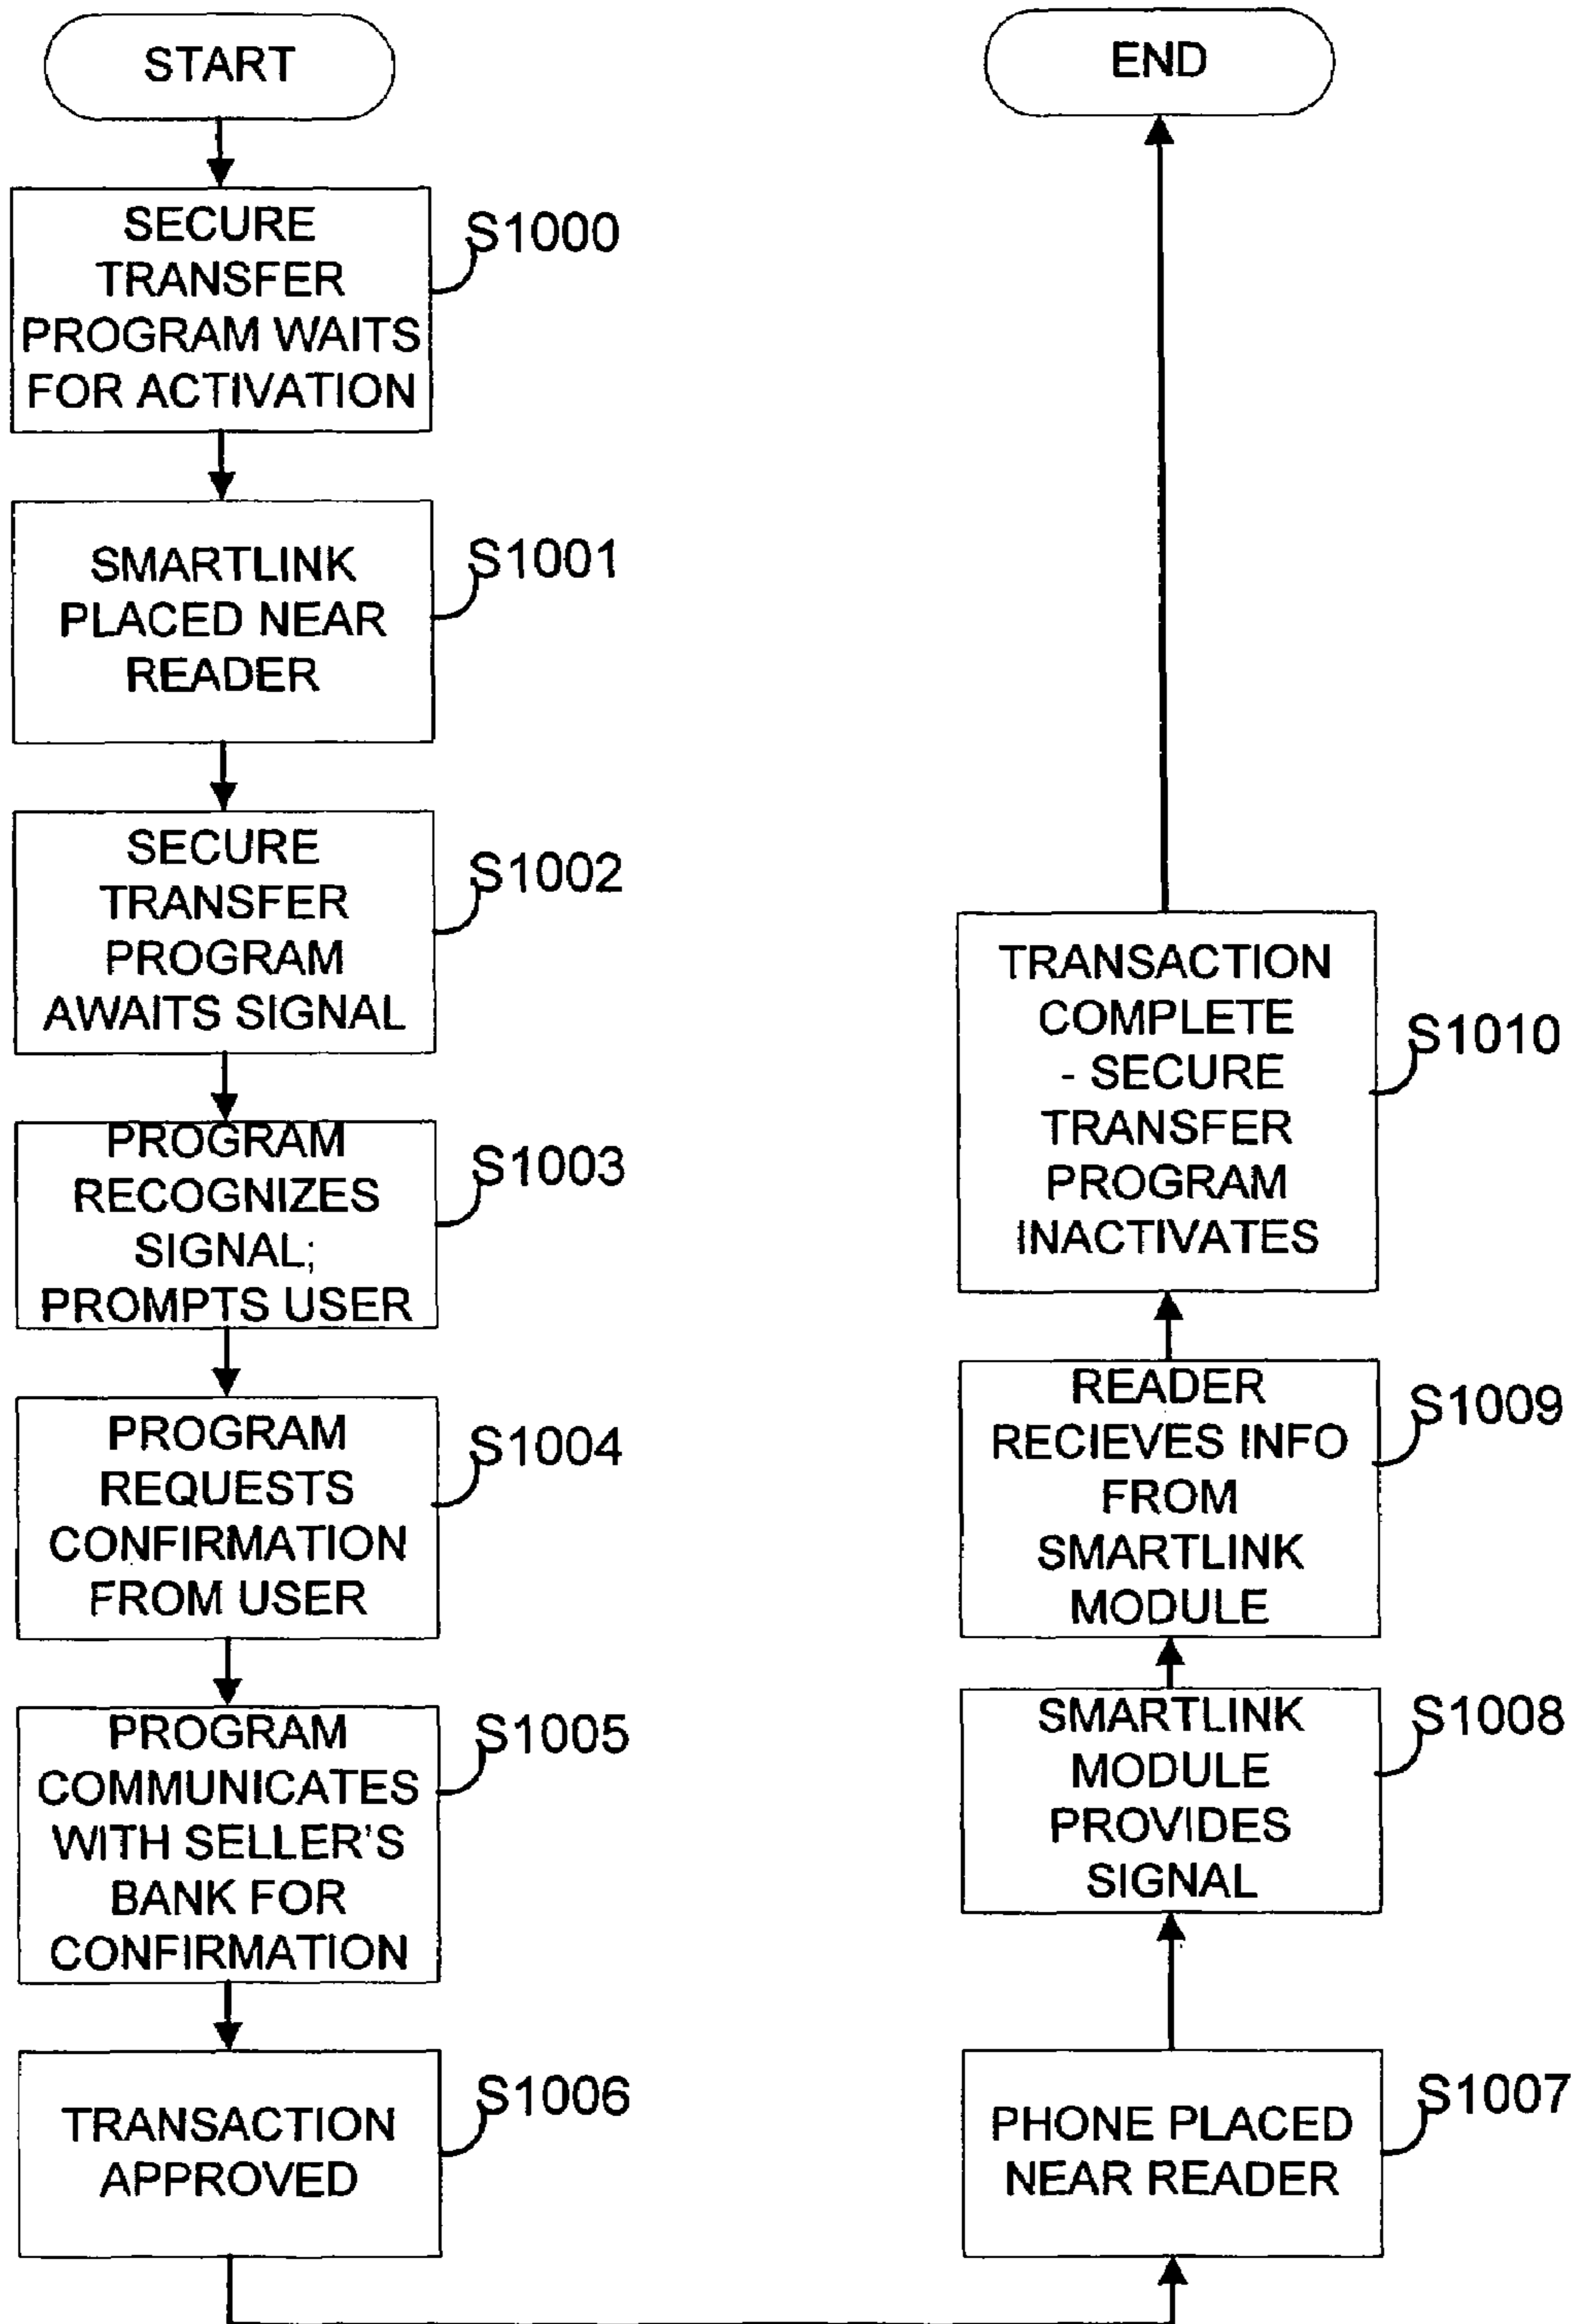 START
SECURE
TRANSFER
PROGRAM WAITS
FOR ACTIVATION
S1000
SMARTLINK
PLACED NEAR
READER
S1001
SECURE
TRANSFER
PROGRAM
AWAITS SIGNAL
S1002
PROGRAM
RECOGNIZES
SIGNAL;
PROMPTS USER
S1003
PROGRAM
REQUESTS
CONFIRMATION
FROM USER
S1004
PROGRAM
COMMUNICATES
WITH SELLER'S
BANK FOR
CONFIRMATION
S1005
TRANSACTION
APPROVED
S1006
PHONE PLACED
NEAR READER
S1007
SMARTLINK
MODULE
PROVIDES
SIGNAL
S1008
READER
RECIEVES INFO
FROM
SMARTLINK
MODULE
S1009
TRANSACTION
COMPLETE
- SECURE
TRANSFER
PROGRAM
INACTIVATES
S1010
END